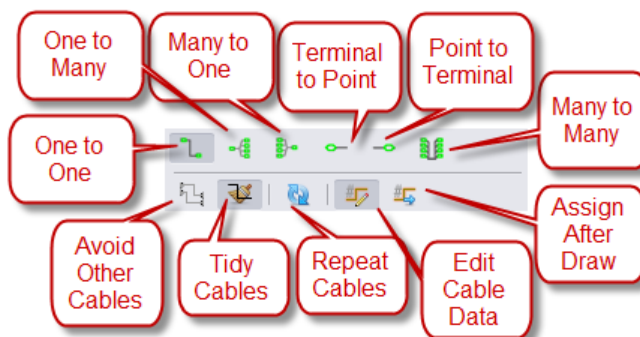 One to
Many
Many to
One
Terminal
to Point
Point to
Terminal
Many to
Many
One to
One
Avoid
Other
Cables
Tidy
Cables
Repeat
Cables
Edit
Cable
Data
Assign
After
Draw